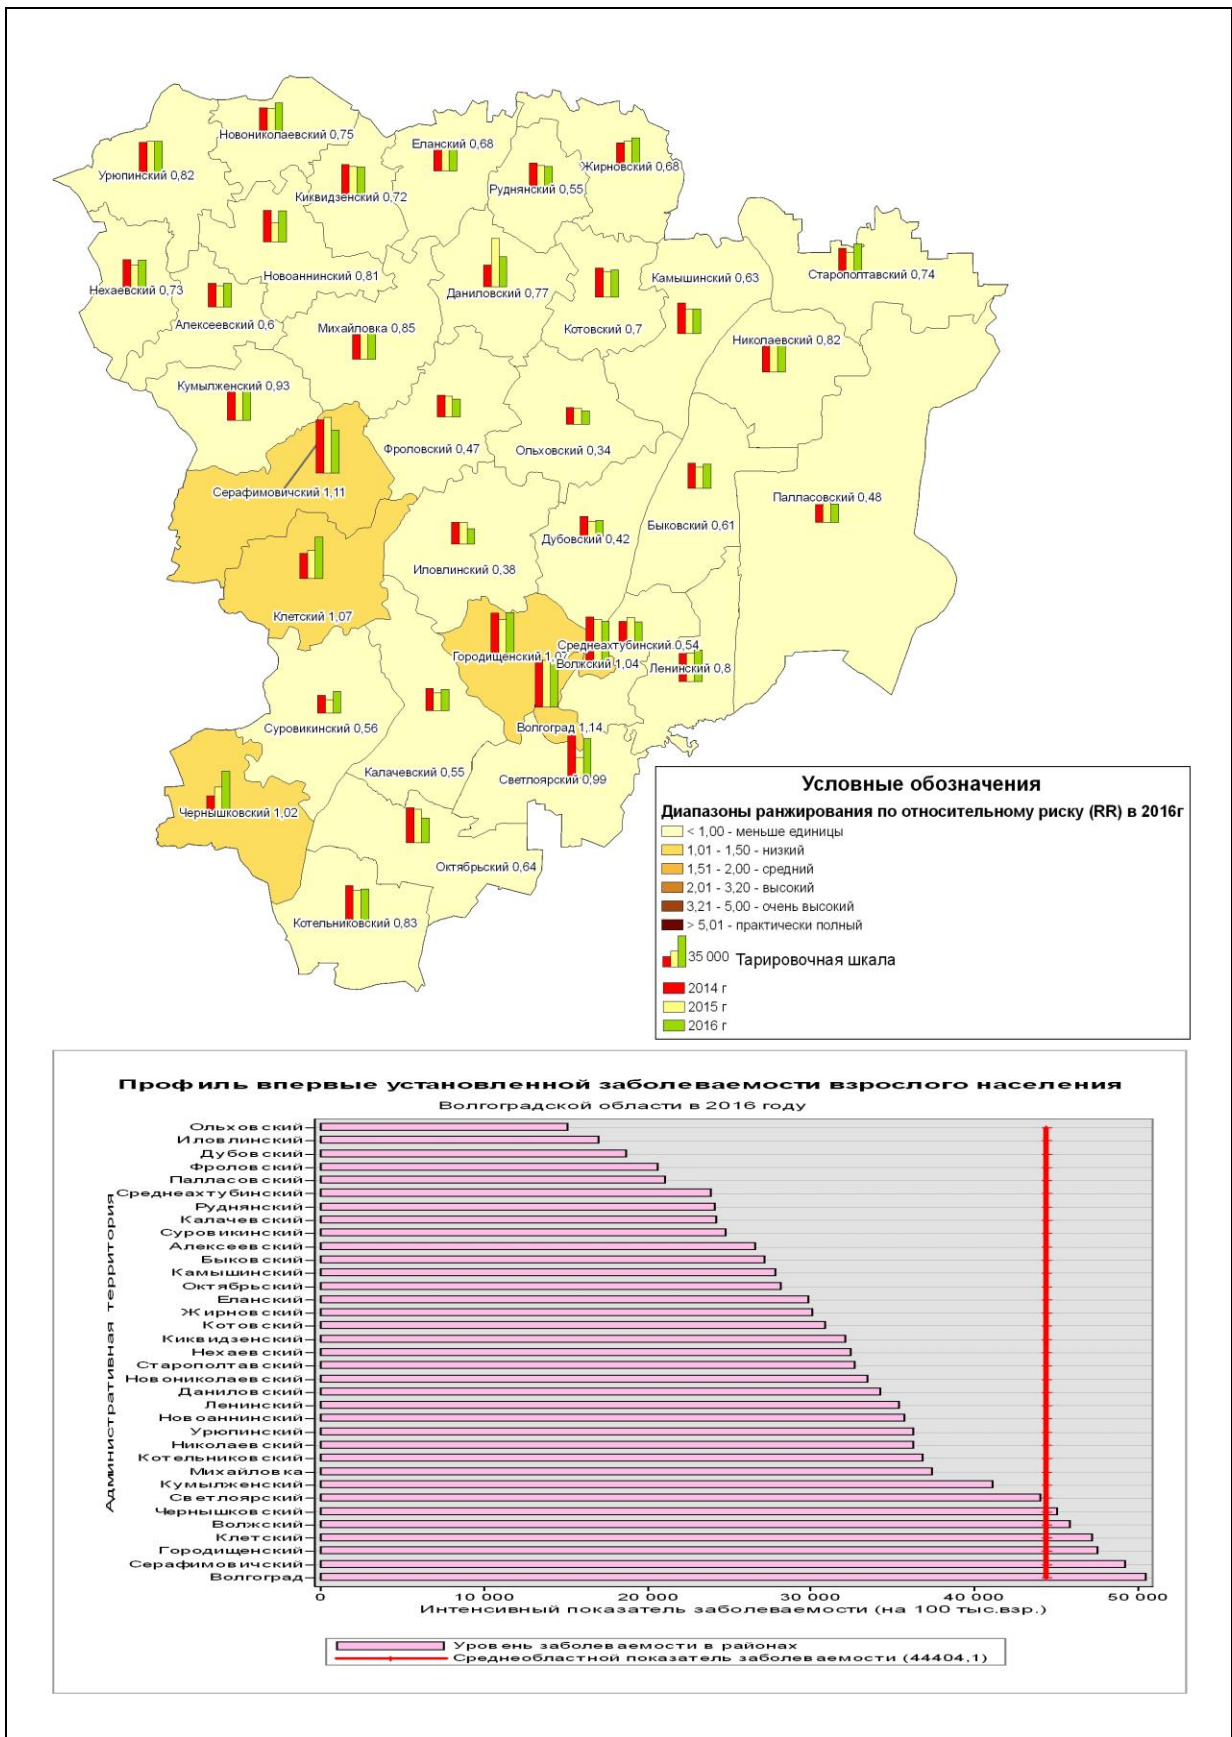 Новониколаевский 0,75
Еланский 0,68
Жирновский 0,68
Урюпинский 0,82
Киквидзенский 0,72
Руднянский 0,55
Новоаннинский 0,81
Камышинский 0,63
Старополтавский 0,74
Нехаевский 0,73
Даниловский 0,77
Алексеевский 0,6
Михайловка 0,85
Котовский 0,7
Николаевский 0,82
Кумылженский 0,93
Фроловский 0,47
Ольховский 0,34
Серафимовичский 1,11
Палласовский 0,48
Быковский 0,61
Дубовский 0,42
Иловлинский 0,38
Клетский 1,07
Среднеахтубинский 0,54
Городищенский 1,07
Волжский 1,04
Ленинский 0,8
Суровикинский 0,56
Волгоград 1,14
Калачевский 0,55
Светлоярский 0,99
Чернышковский 1,02
Октябрьский 0,64
Котельниковский 0,83
Условные обозначения
Диапазоны ранжирования по относительному риску (RR) в 2016г
< 1,00 - меньше единицы
1,01 - 1,50 - низкий
1,51 - 2,00 - средний
2,01 - 3,20 - высокий
3,21 - 5,00 - очень высокий
> 5,01 - практически полный
35 000 Тарировочная шкала
2014 г
2015 г
2016 г
Профиль впервые установленной заболеваемости взрослого населения
Волгоградской области в 2016 году
Административная территория
Ольховский
Иловлинский
Дубовский
Фроловский
Палласовский
Среднеахтубинский
Руднянский
Калачевский
Суровикинский
Алексеевский
Быковский
Камышинский
Октябрьский
Еланский
Жирновский
Котовский
Киквидзенский
Нехаевский
Старополтавский
Новониколаевский
Даниловский
Ленинский
Новоаннинский
Урюпинский
Николаевский
Котельниковский
Михайловка
Кумылженский
Светлоярский
Чернышковский
Волжский
Клетский
Городищенский
Серафимовичский
Волгоград
0 10 000 20 000 30 000 40 000 50 000
Интенсивный показатель заболеваемости (на 100 тыс.взр.)
Уровень заболеваемости в районах
Среднеобластной показатель заболеваемости (44404,1)